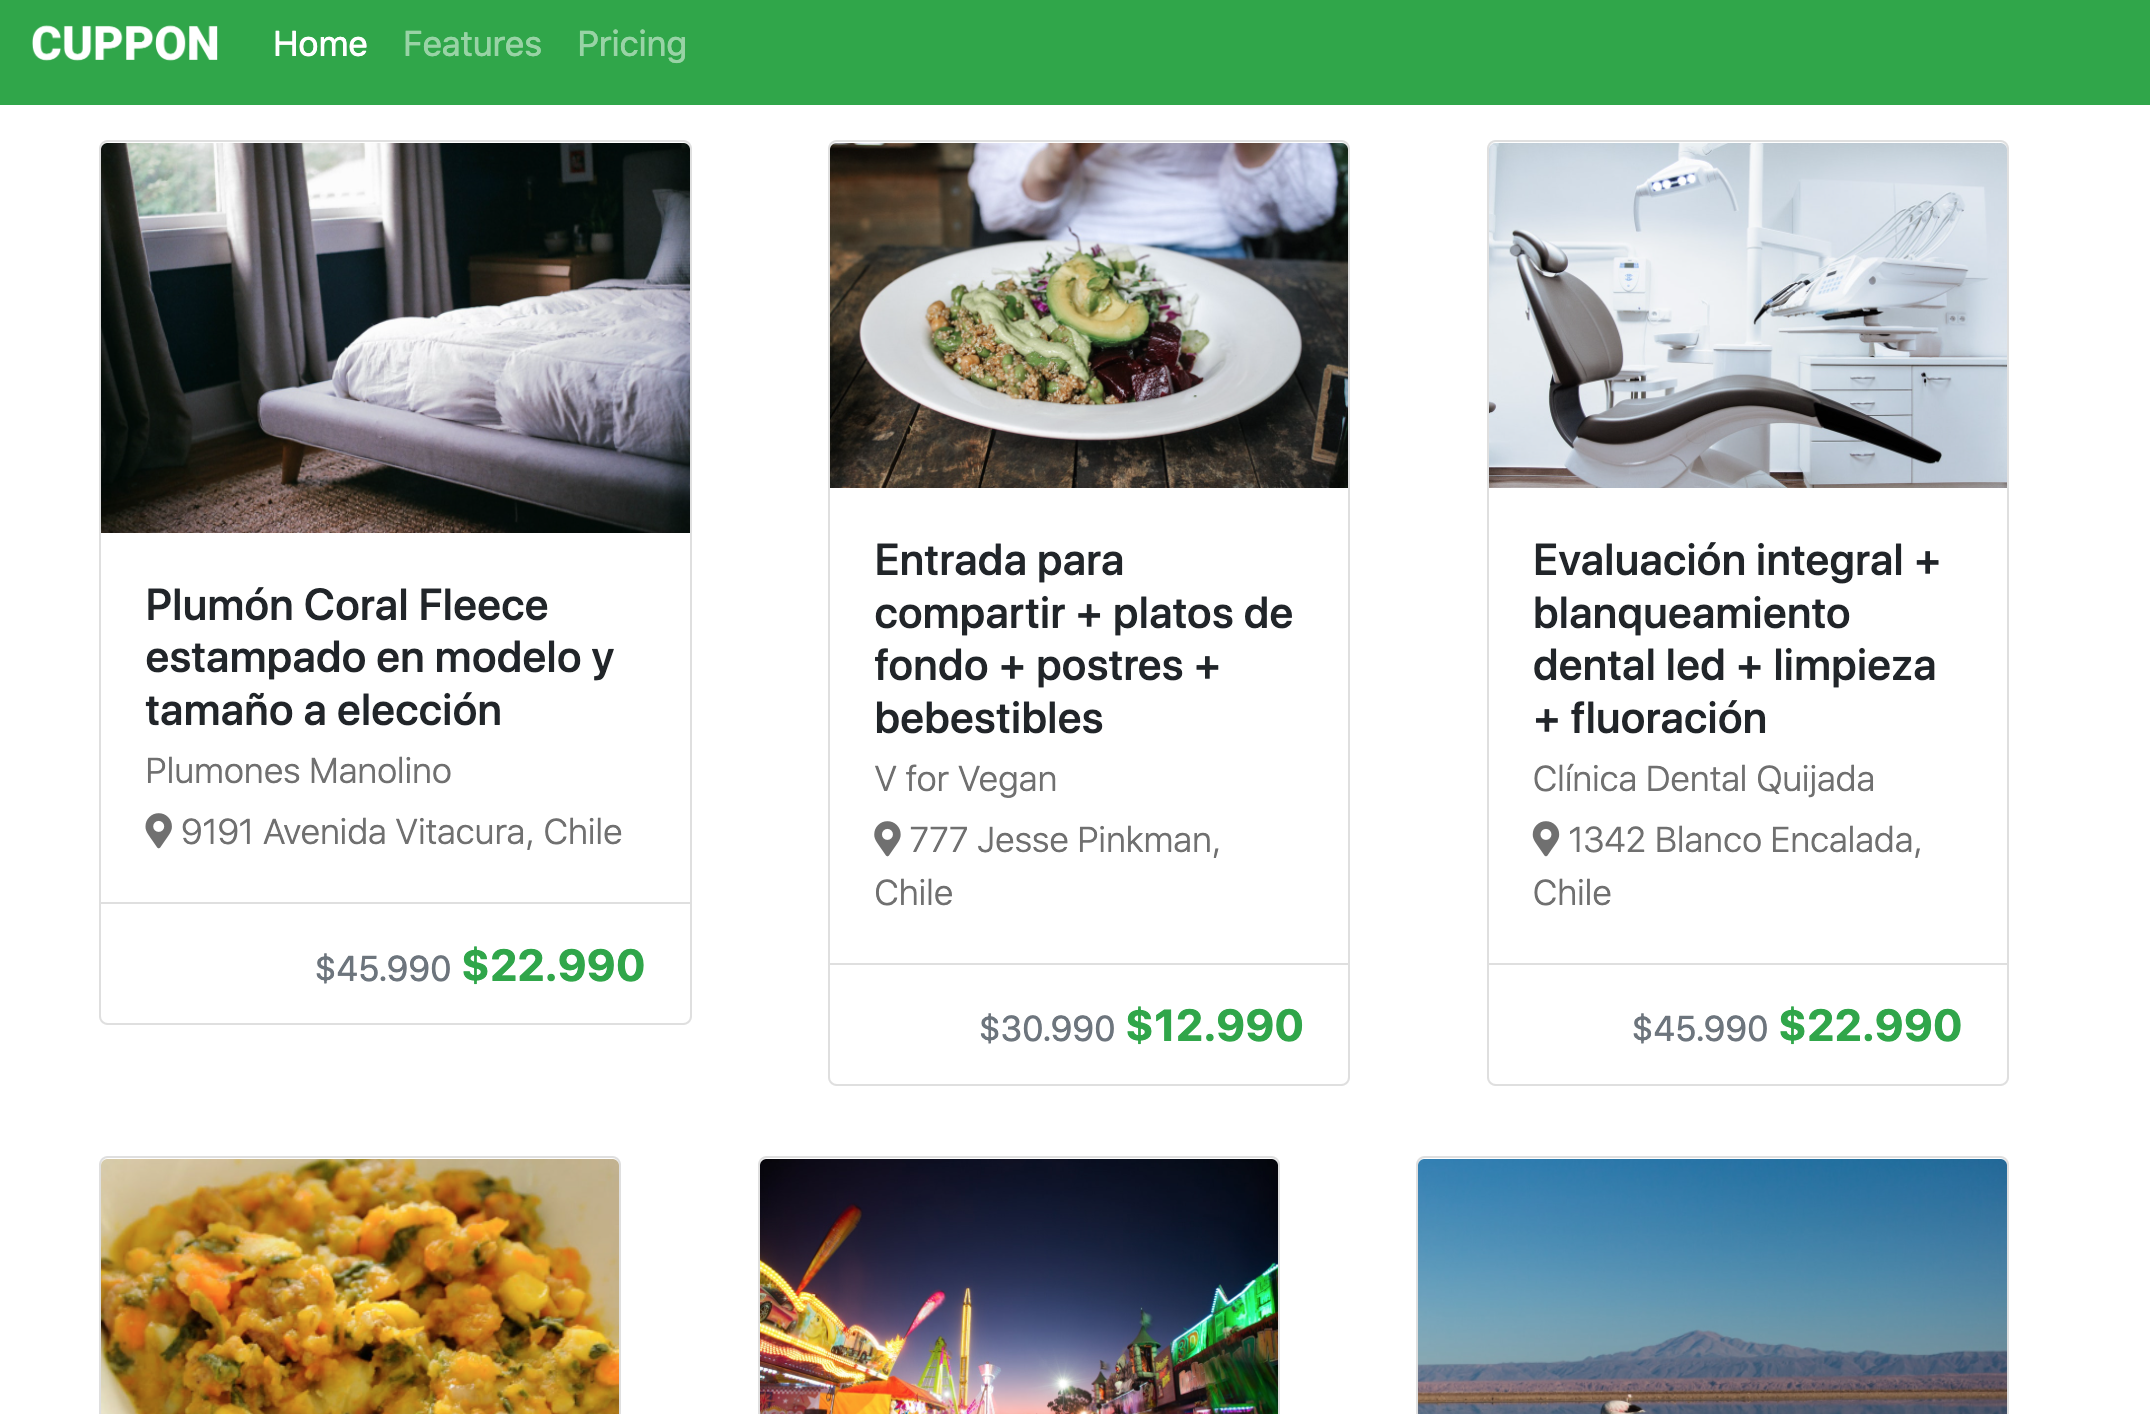 CUPPON Home Features Pricing
Plumón Coral Fleece
estampado en modelo y
tamaño a elección
Plumones Manolino
9191 Avenida Vitacura, Chile
$45.990 $22.990
Entrada para
compartir + platos de
fondo + postres +
bebestibles
V for Vegan
777 Jesse Pinkman,
Chile
$30.990 $12.990
Evaluación integral +
blanqueamiento
dental led + limpieza
+ fluoración
Clínica Dental Quijada
1342 Blanco Encalada,
Chile
$45.990 $22.990